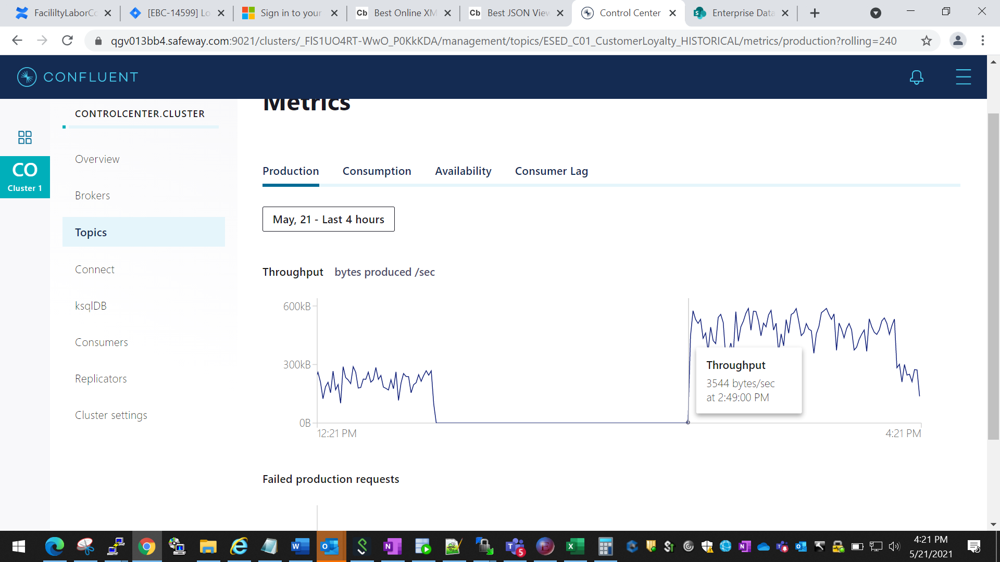 FacililtyLaborCo
[EBC-14599] Lo
Sign in to your
Cb Best Online XM
Cb Best JSON View
Control Center
Enterprise Data
qgv013bb4.safeway.com:9021/clusters/_FlS1UO4RT-WwO_P0KkKDA/management/topics/ESED_C01_CustomerLoyalty_HISTORICAL/metrics/production?rolling=240
CONFLUENT
Metrics
CONTROLCENTER.CLUSTER
CO
Cluster 1
Overview
Brokers
Topics
Connect
ksqlDB
Consumers
Replicators
Cluster settings
Production Consumption Availability Consumer Lag
May, 21 - Last 4 hours
Throughput bytes produced /sec
600kB
300kB
0B
12:21 PM
4:21 PM
Throughput
3544 bytes/sec
at 2:49:00 PM
Failed production requests
4:21 PM
5/21/2021